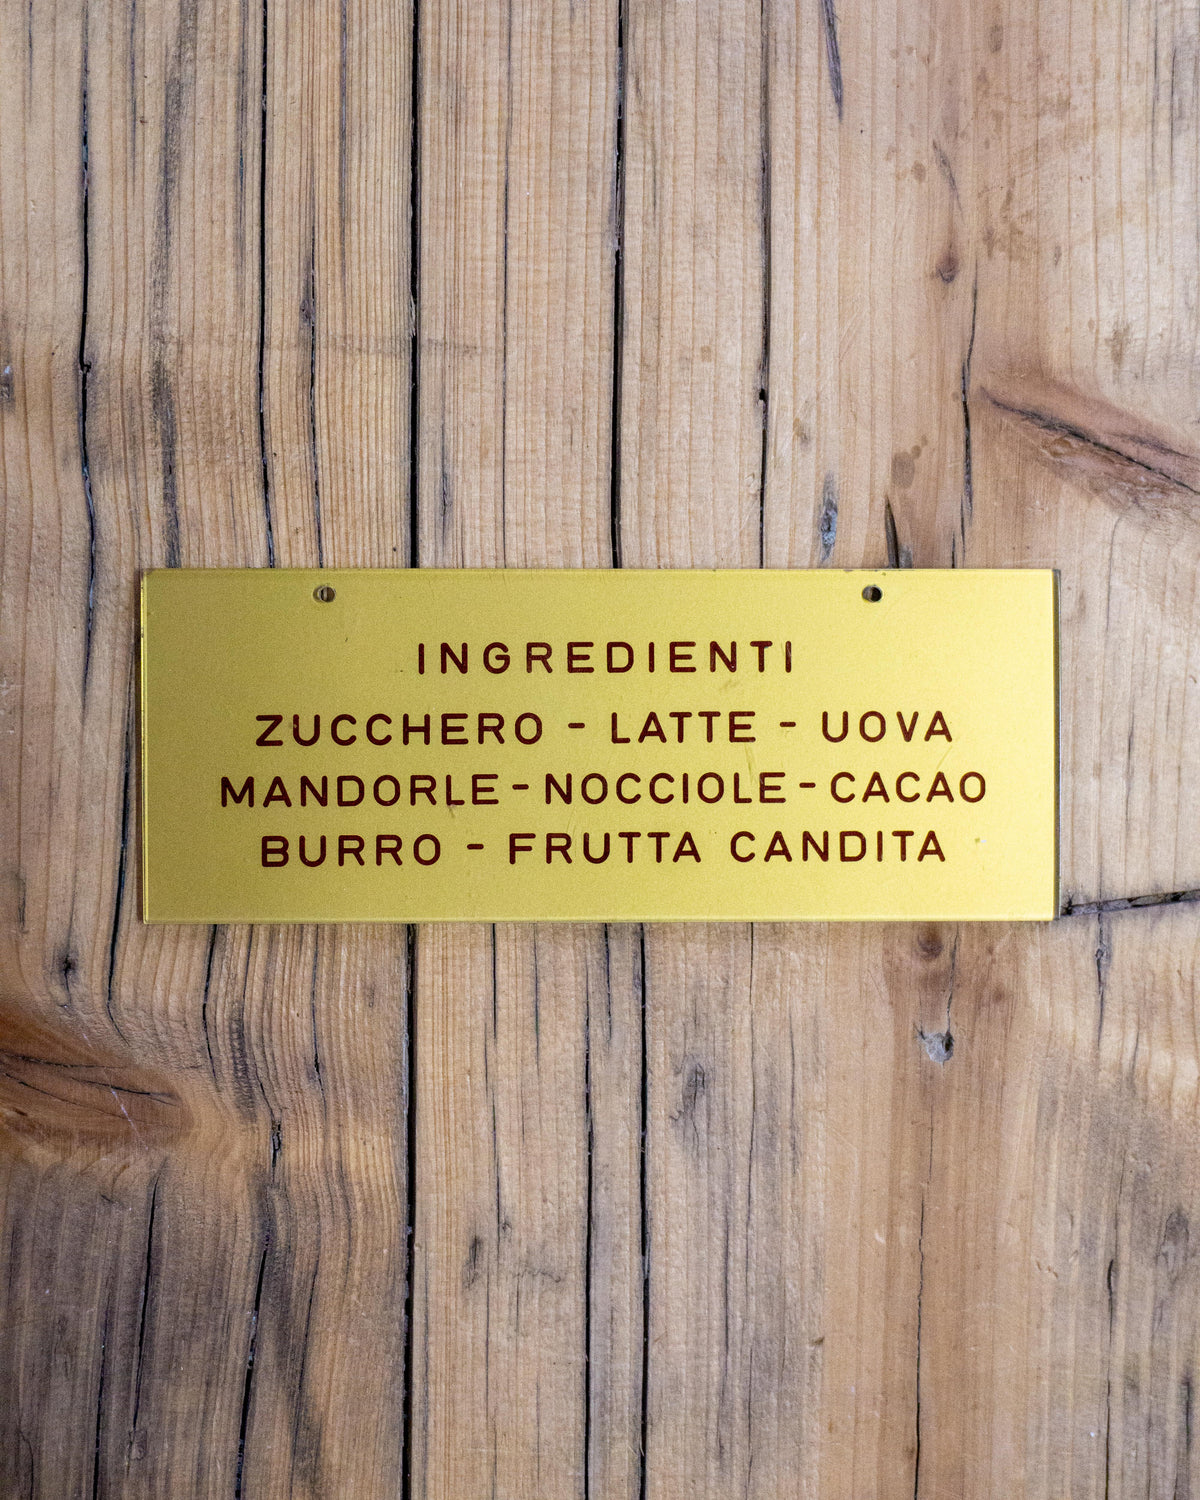 INGREDIENTI
ZUCCHERO - LATTE - UOVA
MANDORLE - NOCCIOLE - CACAO
BURRO - FRUTTA CANDITA